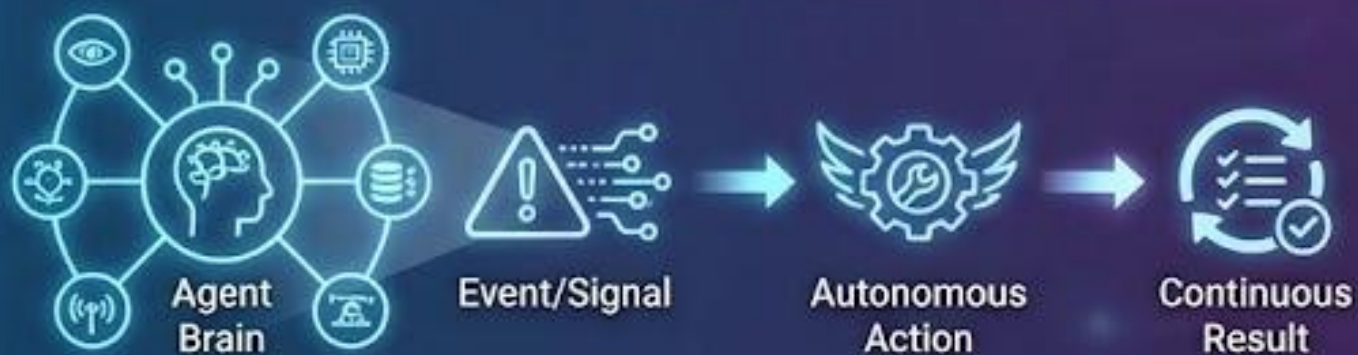 Agent
Brain
Event/Signal
Autonomous
Action
Continuous
Result